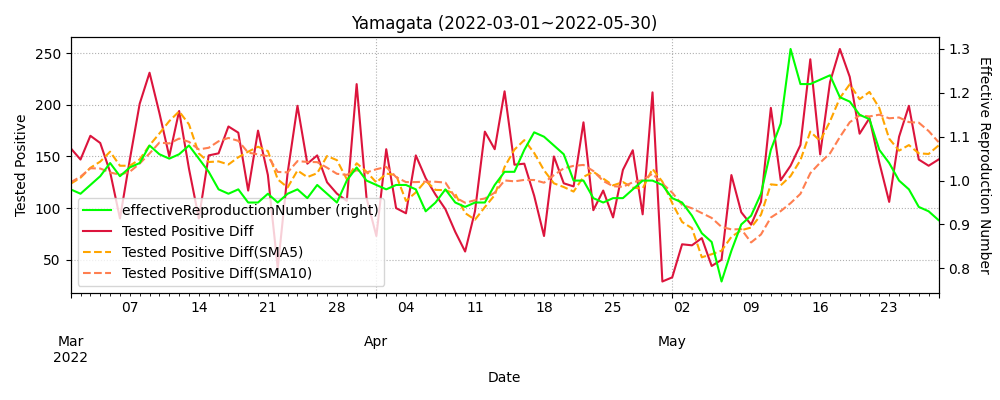 Yamagata (2022-03-01~2022-05-30)
250
200
150
100
50
Tested Positive
1.3
1.2
1.1
1.0
0.9
0.8
Effective Reproduction Number
effectiveReproductionNumber (right)
Tested Positive Diff
Tested Positive Diff(SMA5)
Tested Positive Diff(SMA10)
07 14 21 28 04 11 18 25 02 09 16 23
Mar Apr May
2022
Date